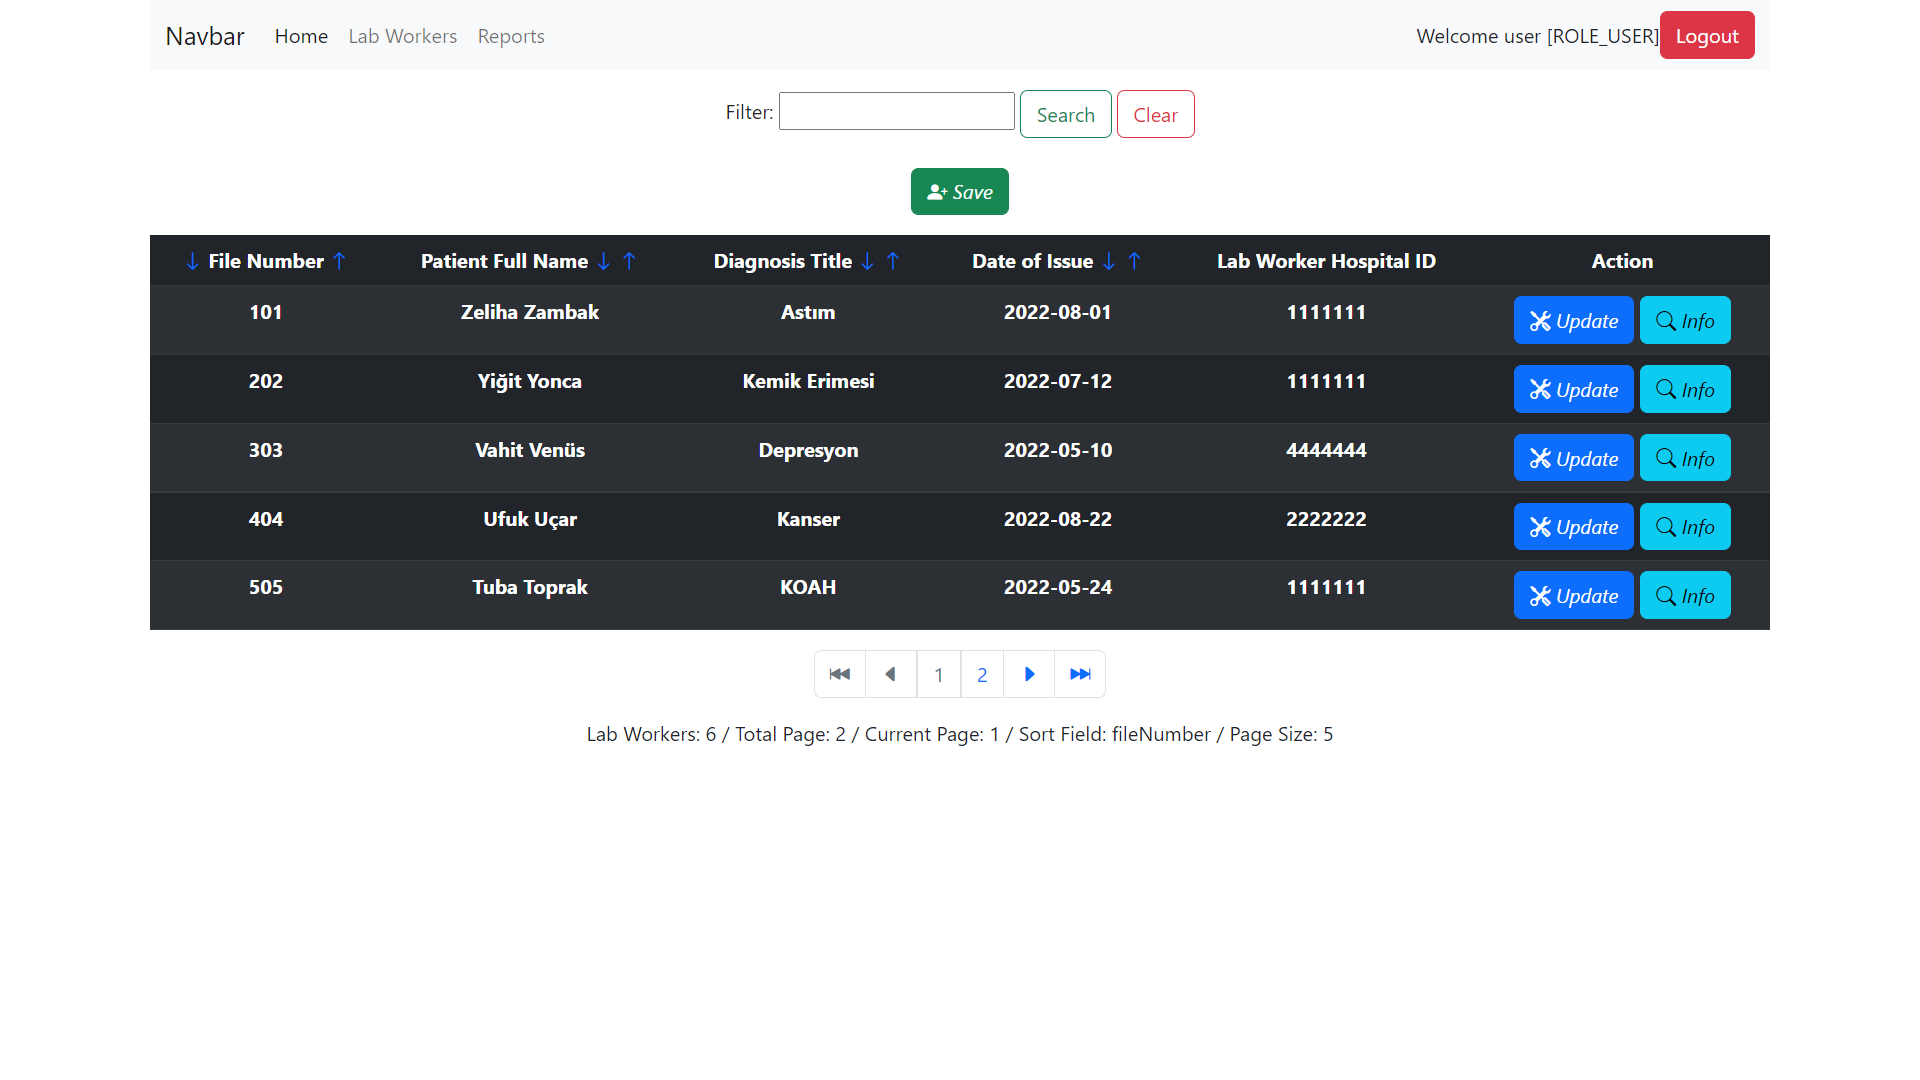 Navbar Home Lab Workers Reports Welcome user [ROLE_USER] Logout
Filter: Search Clear
Save
↓ File Number ↑ Patient Full Name ↓ ↑ Diagnosis Title ↓ ↑ Date of Issue ↓ ↑ Lab Worker Hospital ID Action
101 Zeliha Zambak Astım 2022-08-01 1111111 Update Info
202 Yiğit Yonca Kemik Erimesi 2022-07-12 1111111 Update Info
303 Vahit Venüs Depresyon 2022-05-10 4444444 Update Info
404 Ufuk Uçar Kanser 2022-08-22 2222222 Update Info
505 Tuba Toprak KOAH 2022-05-24 1111111 Update Info
1 2
Lab Workers: 6 / Total Page: 2 / Current Page: 1 / Sort Field: fileNumber / Page Size: 5